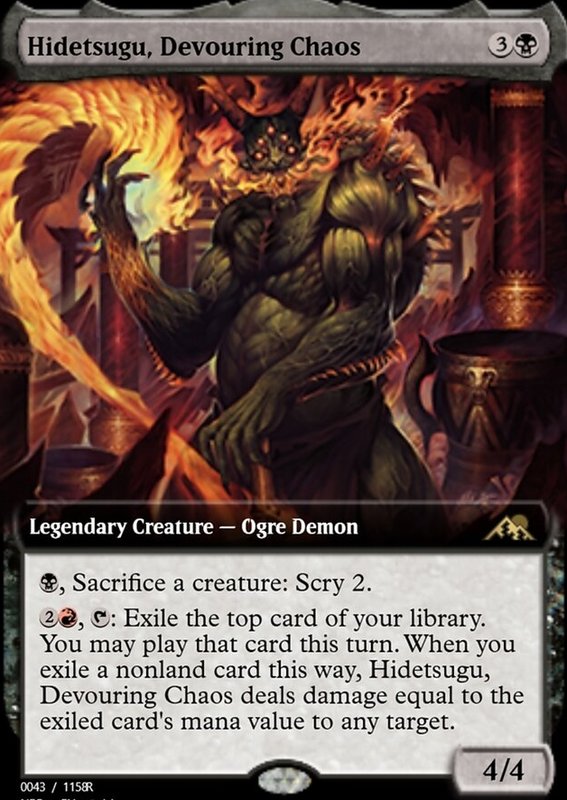 Hidetsugu, Devouring Chaos 3
Legendary Creature — Ogre Demon
, Sacrifice a creature: Scry 2.
2 , : Exile the top card of your library.
You may play that card this turn. When you
exile a nonland card this way, Hidetsugu,
Devouring Chaos deals damage equal to the
exiled card's mana value to any target.
4/4
0043 / 1158R